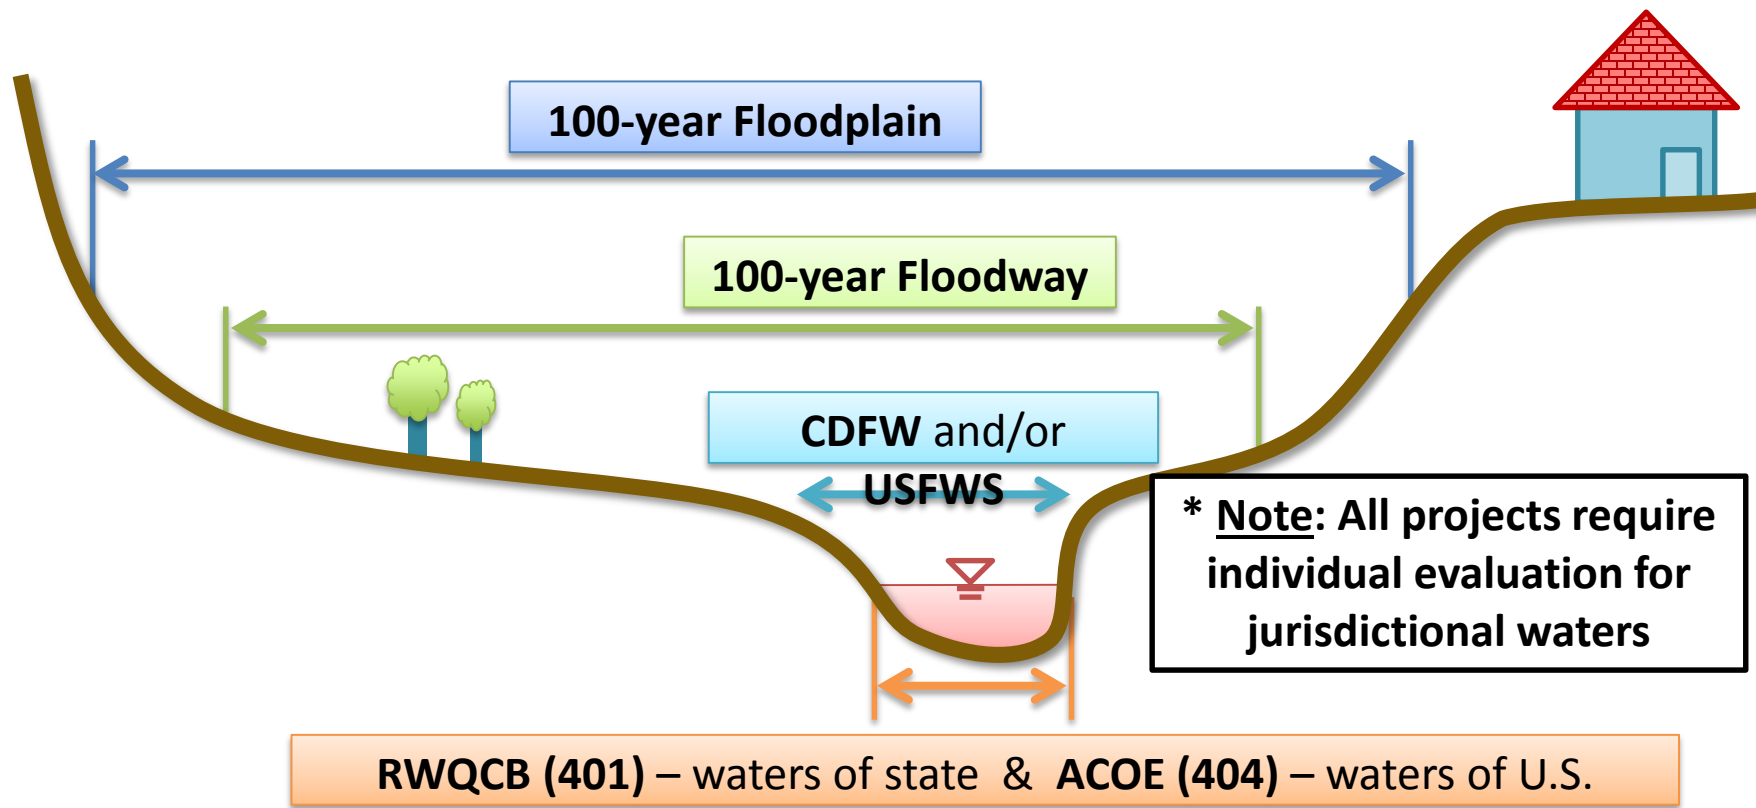 100-year Floodplain
100-year Floodway
CDFW and/or
USFWS
* Note: All projects require
individual evaluation for
jurisdictional waters
RWQCB (401) – waters of state & ACOE (404) – waters of U.S.